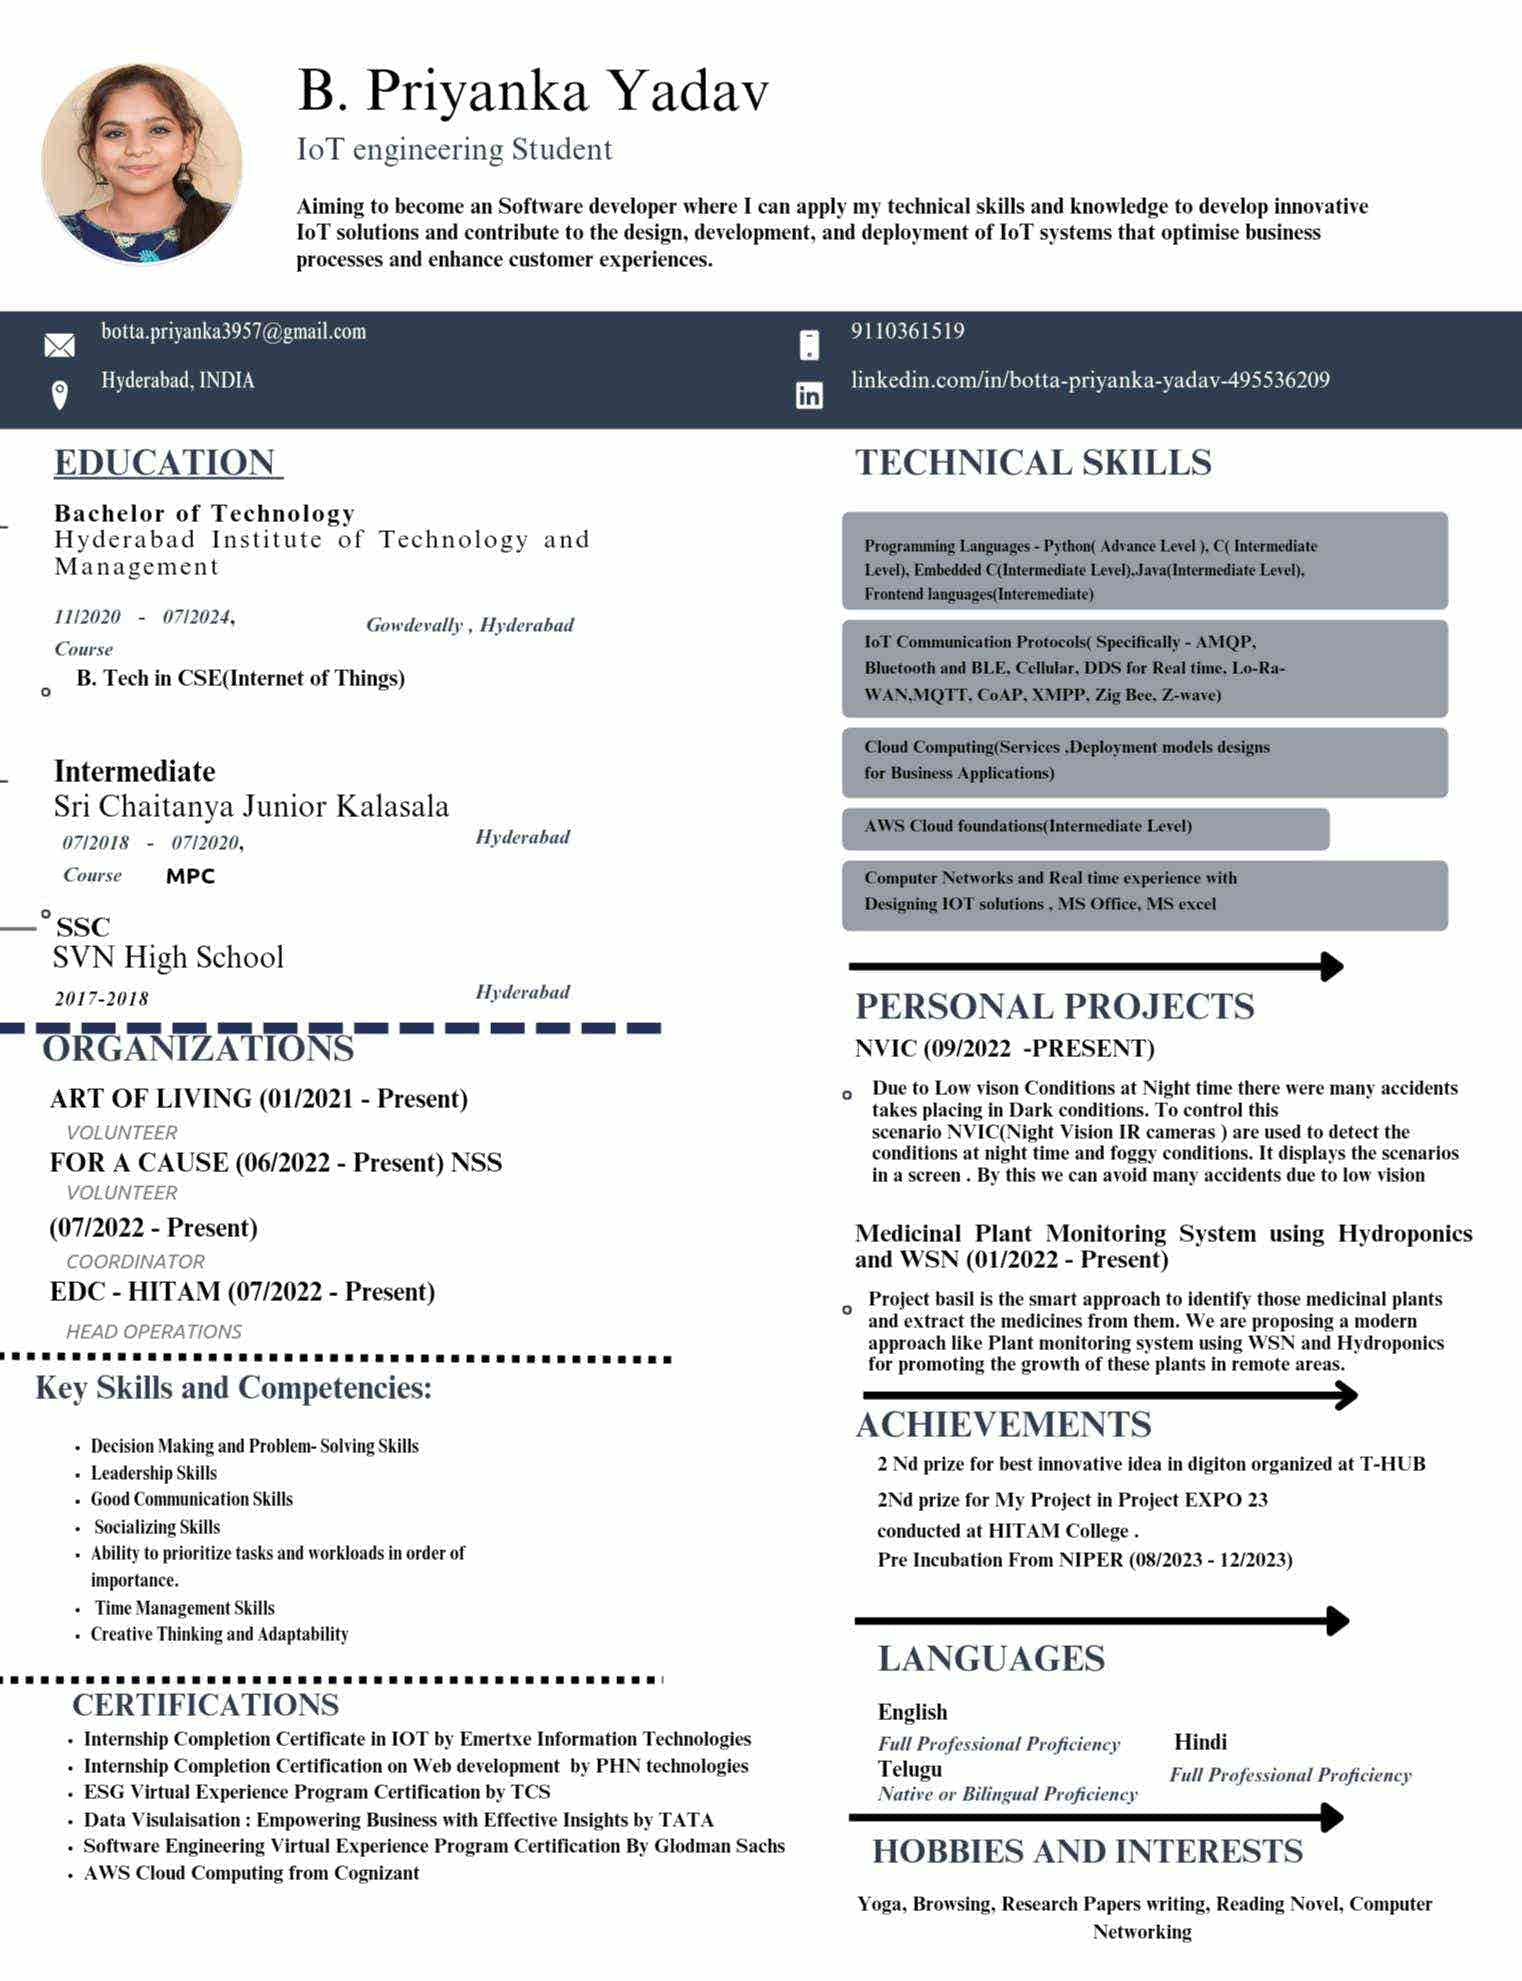 B. Priyanka Yadav
IoT engineering Student
Aiming to become an Software developer where I can apply my technical skills and knowledge to develop innovative
IoT solutions and contribute to the design, development, and deployment of IoT systems that optimise business
processes and enhance customer experiences.
botta.priyanka3957@gmail.com
Hyderabad, INDIA
9110361519
linkedin.com/in/botta-priyanka-yadav-495536209
EDUCATION
Bachelor of Technology
Hyderabad Institute of Technology and
Management
11/2020 - 07/2024,
Gowdevally , Hyderabad
Course
B. Tech in CSE(Internet of Things)
Intermediate
Sri Chaitanya Junior Kalasala
07/2018 - 07/2020,
Hyderabad
Course MPC
SSC
SVN High School
2017-2018
Hyderabad
ORGANIZATIONS
ART OF LIVING (01/2021 - Present)
VOLUNTEER
FOR A CAUSE (06/2022 - Present) NSS
VOLUNTEER
(07/2022 - Present)
COORDINATOR
EDC - HITAM (07/2022 - Present)
HEAD OPERATIONS
Key Skills and Competencies:
• Decision Making and Problem- Solving Skills
• Leadership Skills
• Good Communication Skills
• Socializing Skills
• Ability to prioritize tasks and workloads in order of
importance.
• Time Management Skills
• Creative Thinking and Adaptability
CERTIFICATIONS
• Internship Completion Certificate in IOT by Emertxe Information Technologies
• Internship Completion Certification on Web development by PHN technologies
• ESG Virtual Experience Program Certification by TCS
• Data Visulaisation : Empowering Business with Effective Insights by TATA
• Software Engineering Virtual Experience Program Certification By Glodman Sachs
• AWS Cloud Computing from Cognizant
TECHNICAL SKILLS
Programming Languages - Python( Advance Level ), C( Intermediate
Level), Embedded C(Intermediate Level),Java(Intermediate Level),
Frontend languages(Interemediate)
IoT Communication Protocols( Specifically - AMQP,
Bluetooth and BLE, Cellular, DDS for Real time, Lo-Ra-
WAN,MQTT, CoAP, XMPP, Zig Bee, Z-wave)
Cloud Computing(Services ,Deployment models designs
for Business Applications)
AWS Cloud foundations(Intermediate Level)
Computer Networks and Real time experience with
Designing IOT solutions , MS Office, MS excel
PERSONAL PROJECTS
NVIC (09/2022 -PRESENT)
Due to Low vison Conditions at Night time there were many accidents
takes placing in Dark conditions. To control this
scenario NVIC(Night Vision IR cameras ) are used to detect the
conditions at night time and foggy conditions. It displays the scenarios
in a screen . By this we can avoid many accidents due to low vision
Medicinal Plant Monitoring System using Hydroponics
and WSN (01/2022 - Present)
Project basil is the smart approach to identify those medicinal plants
and extract the medicines from them. We are proposing a modern
approach like Plant monitoring system using WSN and Hydroponics
for promoting the growth of these plants in remote areas.
ACHIEVEMENTS
2 Nd prize for best innovative idea in digiton organized at T-HUB
2Nd prize for My Project in Project EXPO 23
conducted at HITAM College .
Pre Incubation From NIPER (08/2023 - 12/2023)
LANGUAGES
English
Full Professional Proficiency
Hindi
Full Professional Proficiency
Telugu
Native or Bilingual Proficiency
HOBBIES AND INTERESTS
Yoga, Browsing, Research Papers writing, Reading Novel, Computer
Networking